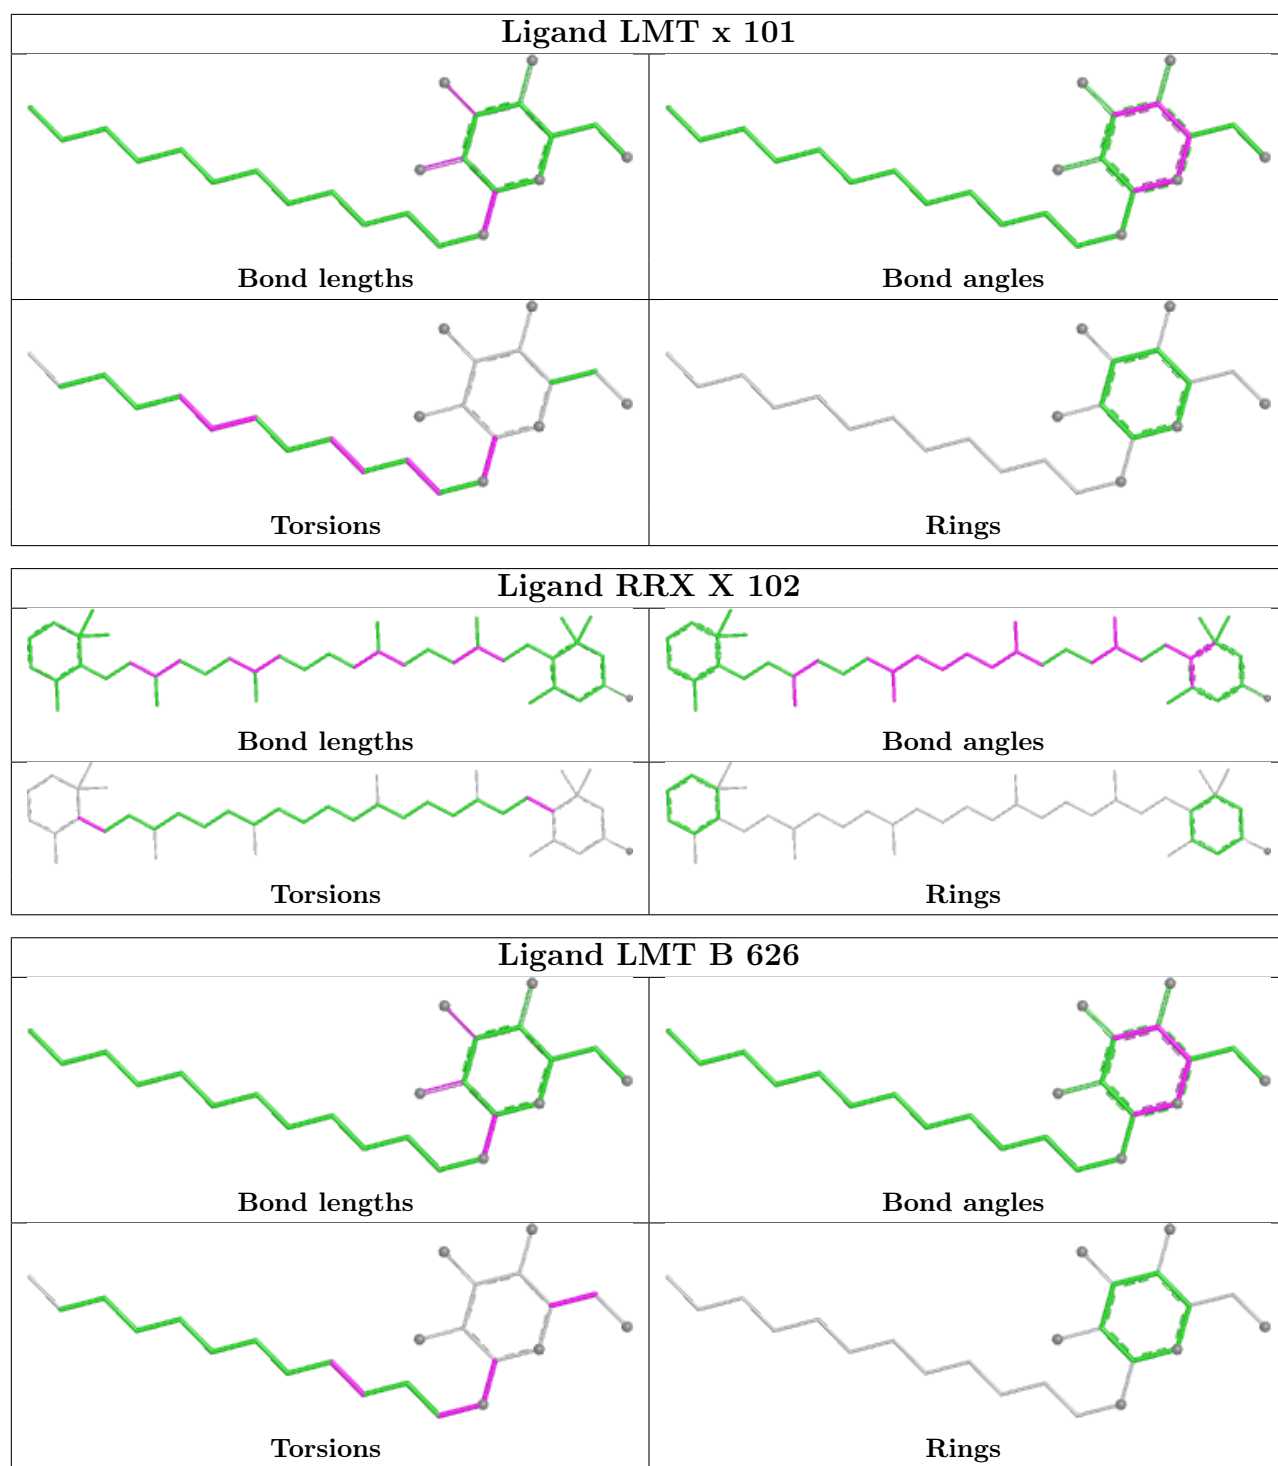 Ligand LMT x 101
Bond lengths
Bond angles
Torsions
Rings
Ligand RRX X 102
Bond lengths
Bond angles
Torsions
Rings
Ligand LMT B 626
Bond lengths
Bond angles
Torsions
Rings